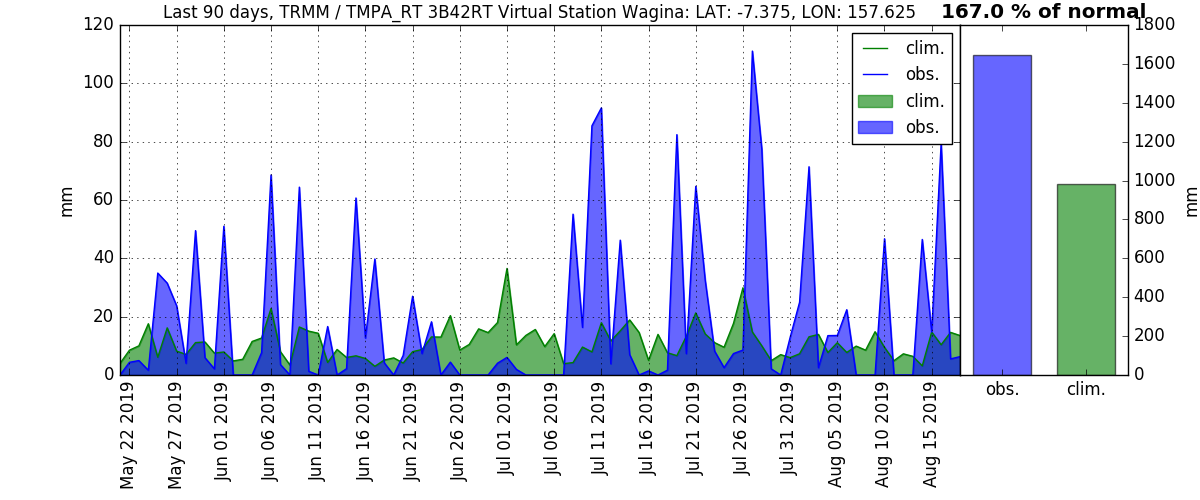 Last 90 days, TRMM / TMPA_RT 3B42RT Virtual Station Wagina: LAT: -7.375, LON: 157.625
167.0 % of normal
120
100
80
60
40
20
0
mm
clim.
obs.
clim.
obs.
1800
1600
1400
1200
1000
800
600
400
200
0
mm
May 22 2019
May 27 2019
Jun 01 2019
Jun 06 2019
Jun 11 2019
Jun 16 2019
Jun 21 2019
Jun 26 2019
Jul 01 2019
Jul 06 2019
Jul 11 2019
Jul 16 2019
Jul 21 2019
Jul 26 2019
Jul 31 2019
Aug 05 2019
Aug 10 2019
Aug 15 2019
obs.
clim.